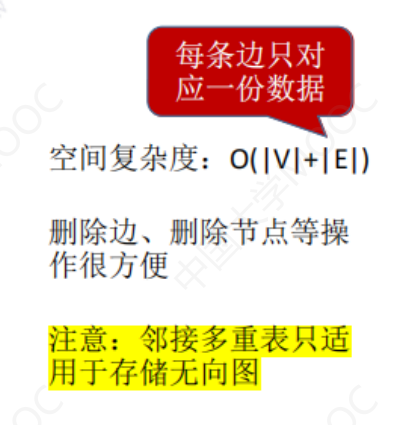 每条边只对
应一份数据
空间复杂度：O(|V|+|E|)
删除边、删除节点等操
作很方便
注意：邻接多重表只适
用于存储无向图